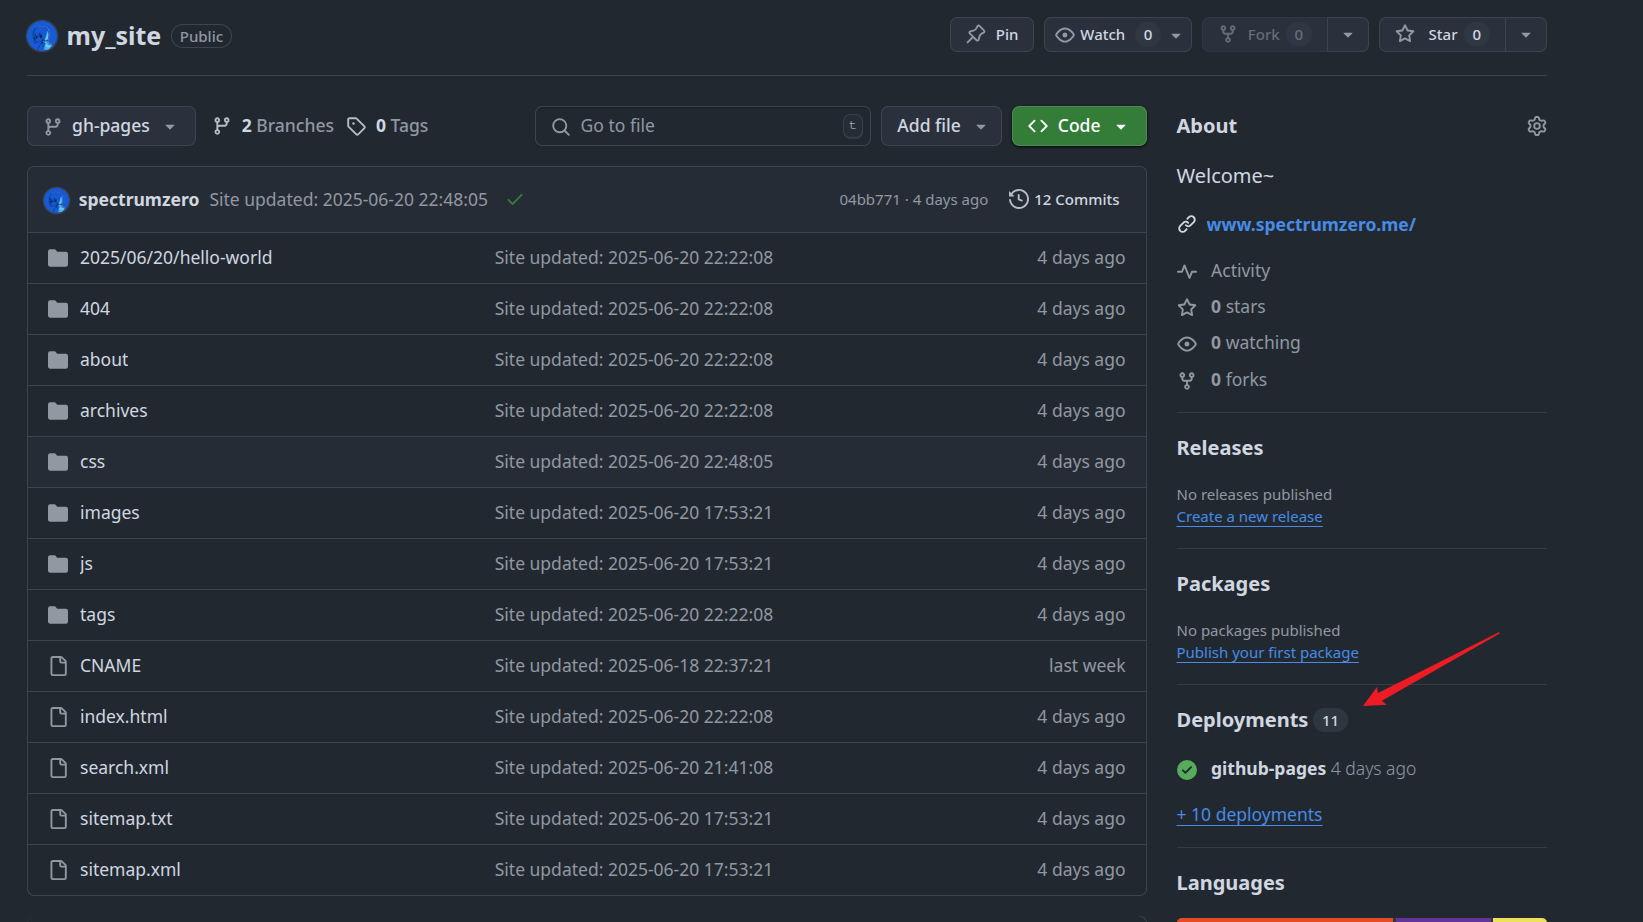 my_site Public
Pin
Watch 0
Fork 0
Star 0
gh-pages
2 Branches
0 Tags
Go to file
t
Add file
Code
spectrumzero Site updated: 2025-06-20 22:48:05
04bb771 · 4 days ago
12 Commits
2025/06/20/hello-world Site updated: 2025-06-20 22:22:08 4 days ago
404 Site updated: 2025-06-20 22:22:08 4 days ago
about Site updated: 2025-06-20 22:22:08 4 days ago
archives Site updated: 2025-06-20 22:22:08 4 days ago
css Site updated: 2025-06-20 22:48:05 4 days ago
images Site updated: 2025-06-20 17:53:21 4 days ago
js Site updated: 2025-06-20 17:53:21 4 days ago
tags Site updated: 2025-06-20 22:22:08 4 days ago
CNAME Site updated: 2025-06-18 22:37:21 last week
index.html Site updated: 2025-06-20 22:22:08 4 days ago
search.xml Site updated: 2025-06-20 21:41:08 4 days ago
sitemap.txt Site updated: 2025-06-20 17:53:21 4 days ago
sitemap.xml Site updated: 2025-06-20 17:53:21 4 days ago
About
Welcome~
www.spectrumzero.me/
Activity
0 stars
0 watching
0 forks
Releases
No releases published
Create a new release
Packages
No packages published
Publish your first package
Deployments 11
github-pages 4 days ago
+ 10 deployments
Languages